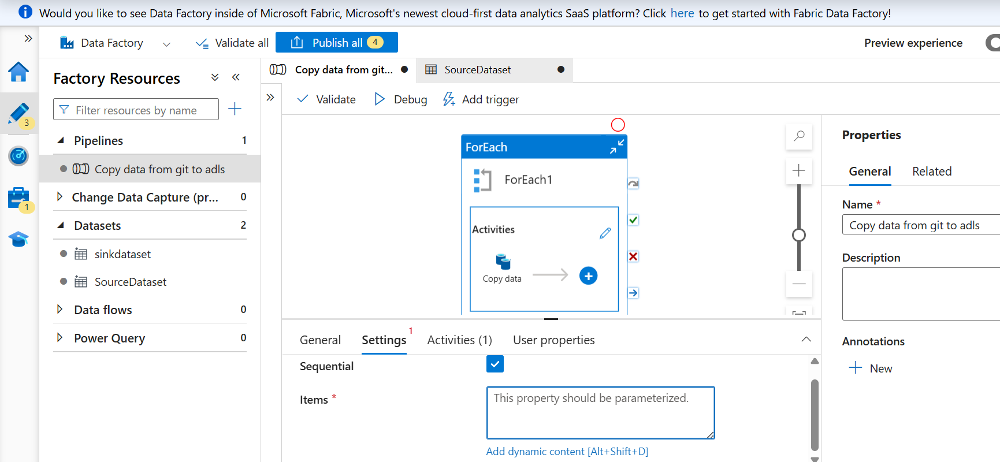 Would you like to see Data Factory inside of Microsoft Fabric, Microsoft's newest cloud-first data analytics SaaS platform? Click here to get started with Fabric Data Factory!
Data Factory
Validate all
Publish all 4
Preview experience
Factory Resources
Copy data from git...
SourceDataset
Validate
Debug
Add trigger
Filter resources by name
3
1
Pipelines 1
Copy data from git to adls
Change Data Capture (pr... 0
Datasets 2
sinkdataset
SourceDataset
Data flows 0
Power Query 0
ForEach
ForEach1
Activities
Copy data
General
Settings 1
Activities (1)
User properties
Sequential
Items *
This property should be parameterized.
Add dynamic content [Alt+Shift+D]
Properties
General
Related
Name *
Copy data from git to adls
Description
Annotations
New